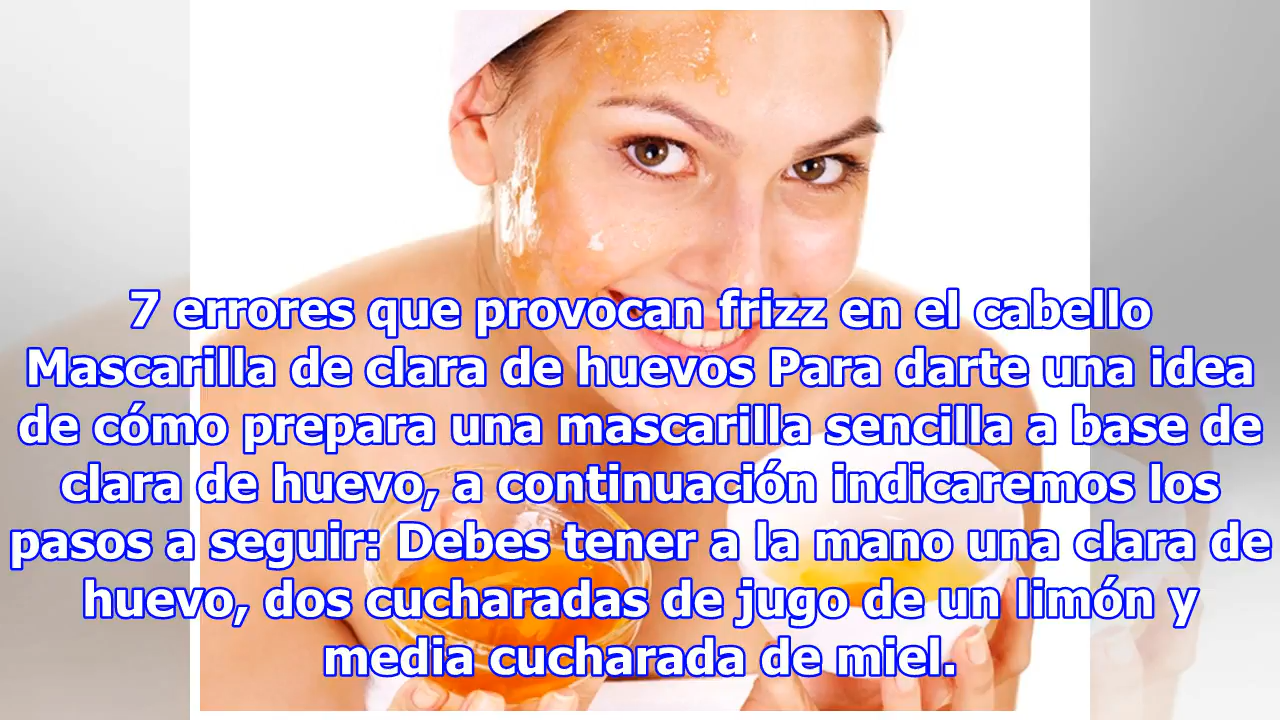 7 errores que provocan frizz en el cabello
Mascarilla de clara de huevos Para darte una idea
de cómo prepara una mascarilla sencilla a base de
clara de huevo, a continuación indicaremos los
pasos a seguir: Debes tener a la mano una clara de
huevo, dos cucharadas de jugo de un limón y
media cucharada de miel.